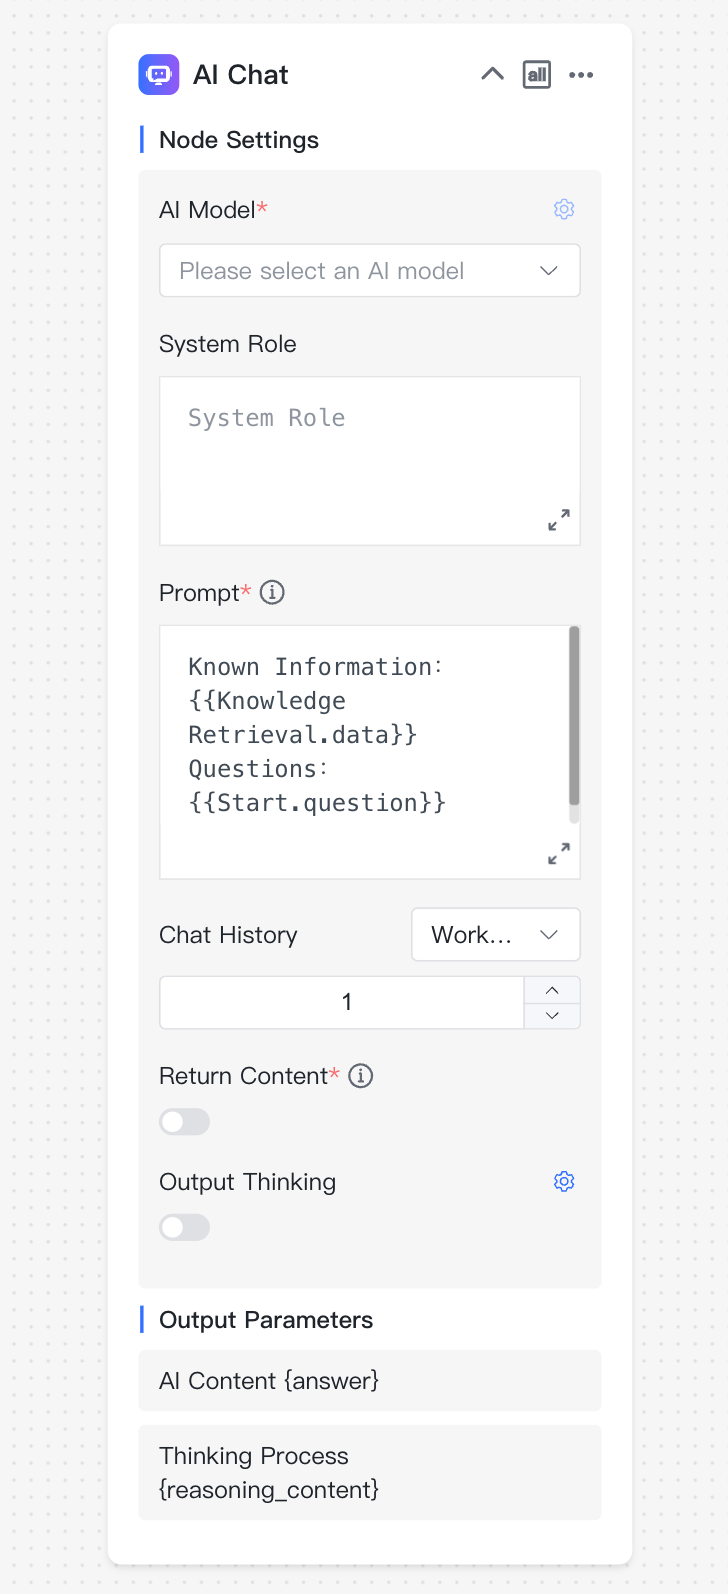 AI Chat
all
Node Settings
AI Model*
Please select an AI model
System Role
System Role
Prompt*
Known Information:
{{Knowledge
Retrieval.data}}
Questions:
{{Start.question}}
Chat History
Work...
1
Return Content*
Output Thinking
Output Parameters
AI Content {answer}
Thinking Process
{reasoning_content}